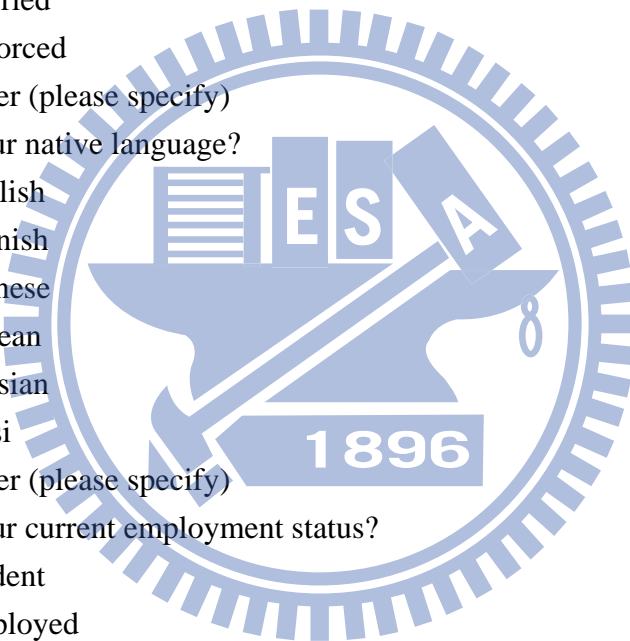 ried
orced
er (please specify)
ur native language?
lish
nish
nese
ean
sian
si
er (please specify)
ur current employment status?
dent
ployed
E S A
1896